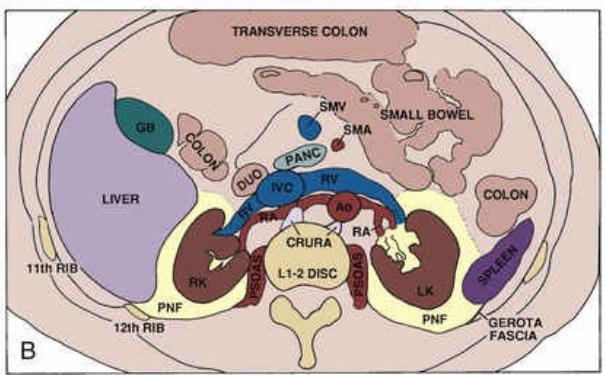 TRANSVERSE COLON
SMV
SMALL BOWEL
GB
SMA
COLON
PANC
DUO
IVC
RV
COLON
LIVER
RV
RA
Ao
RA
CRURA
11th RIB
RK
PSOAS
L1-2 DISC
PSOAS
LK
SPLEEN
PNF
12th RIB
PNF
GEROTA
FASCIA
B